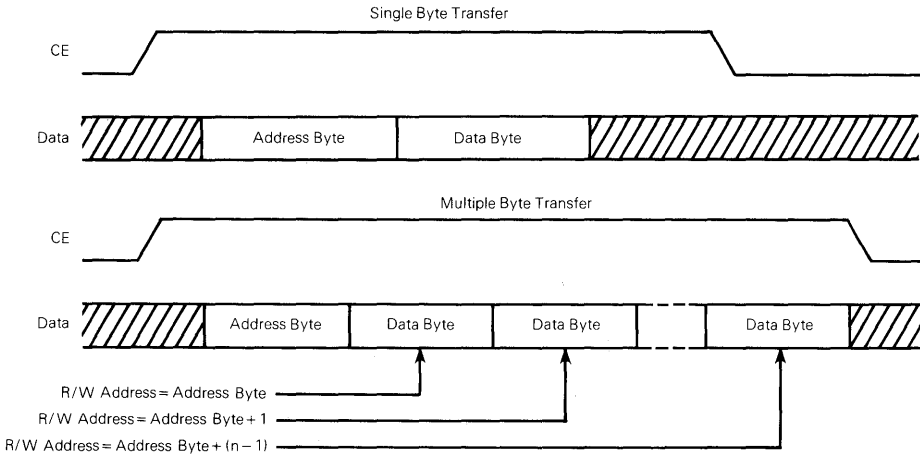 Single Byte Transfer
CE
Data
Address Byte
Data Byte
Multiple Byte Transfer
CE
Data
Address Byte
Data Byte
Data Byte
Data Byte
R/W Address=Address Byte
R/W Address=Address Byte+1
R/W Address=Address Byte+(n−1)